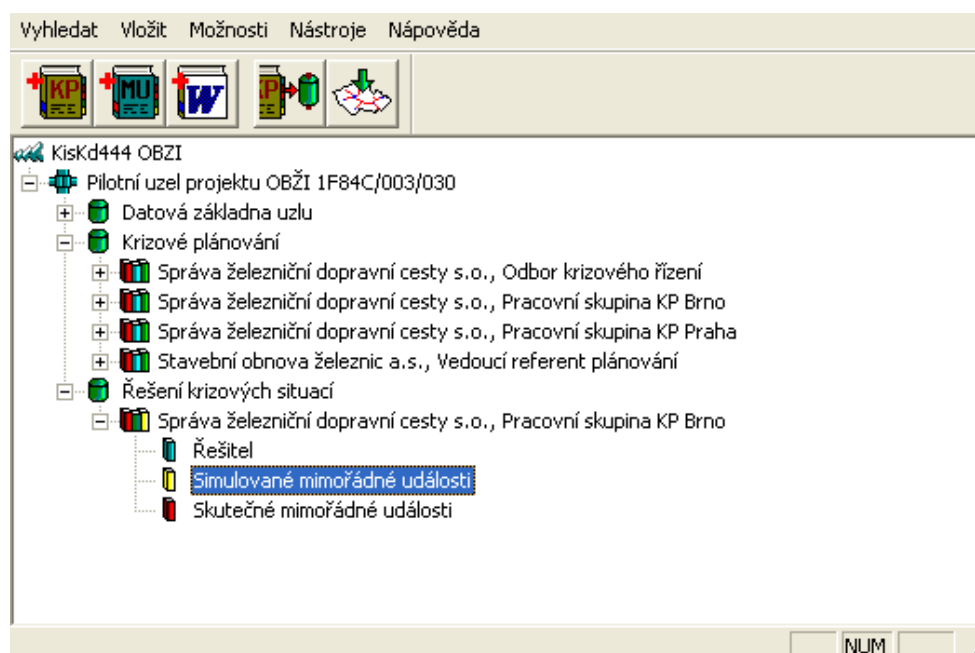 Vyhledat Vložit Možnosti Nástroje Nápověda
KP MU W KP
KisKd444 OBZI
Pilotní uzel projektu OBŽI 1F84C/003/030
Datová základna uzlu
Krizové plánování
Správa železniční dopravní cesty s.o., Odbor krizového řízení
Správa železniční dopravní cesty s.o., Pracovní skupina KP Brno
Správa železniční dopravní cesty s.o., Pracovní skupina KP Praha
Stavební obnova železnic a.s., Vedoucí referent plánování
Řešení krizových situací
Správa železniční dopravní cesty s.o., Pracovní skupina KP Brno
Řešitel
Simulované mimořádné události
Skutečné mimořádné události
NUM